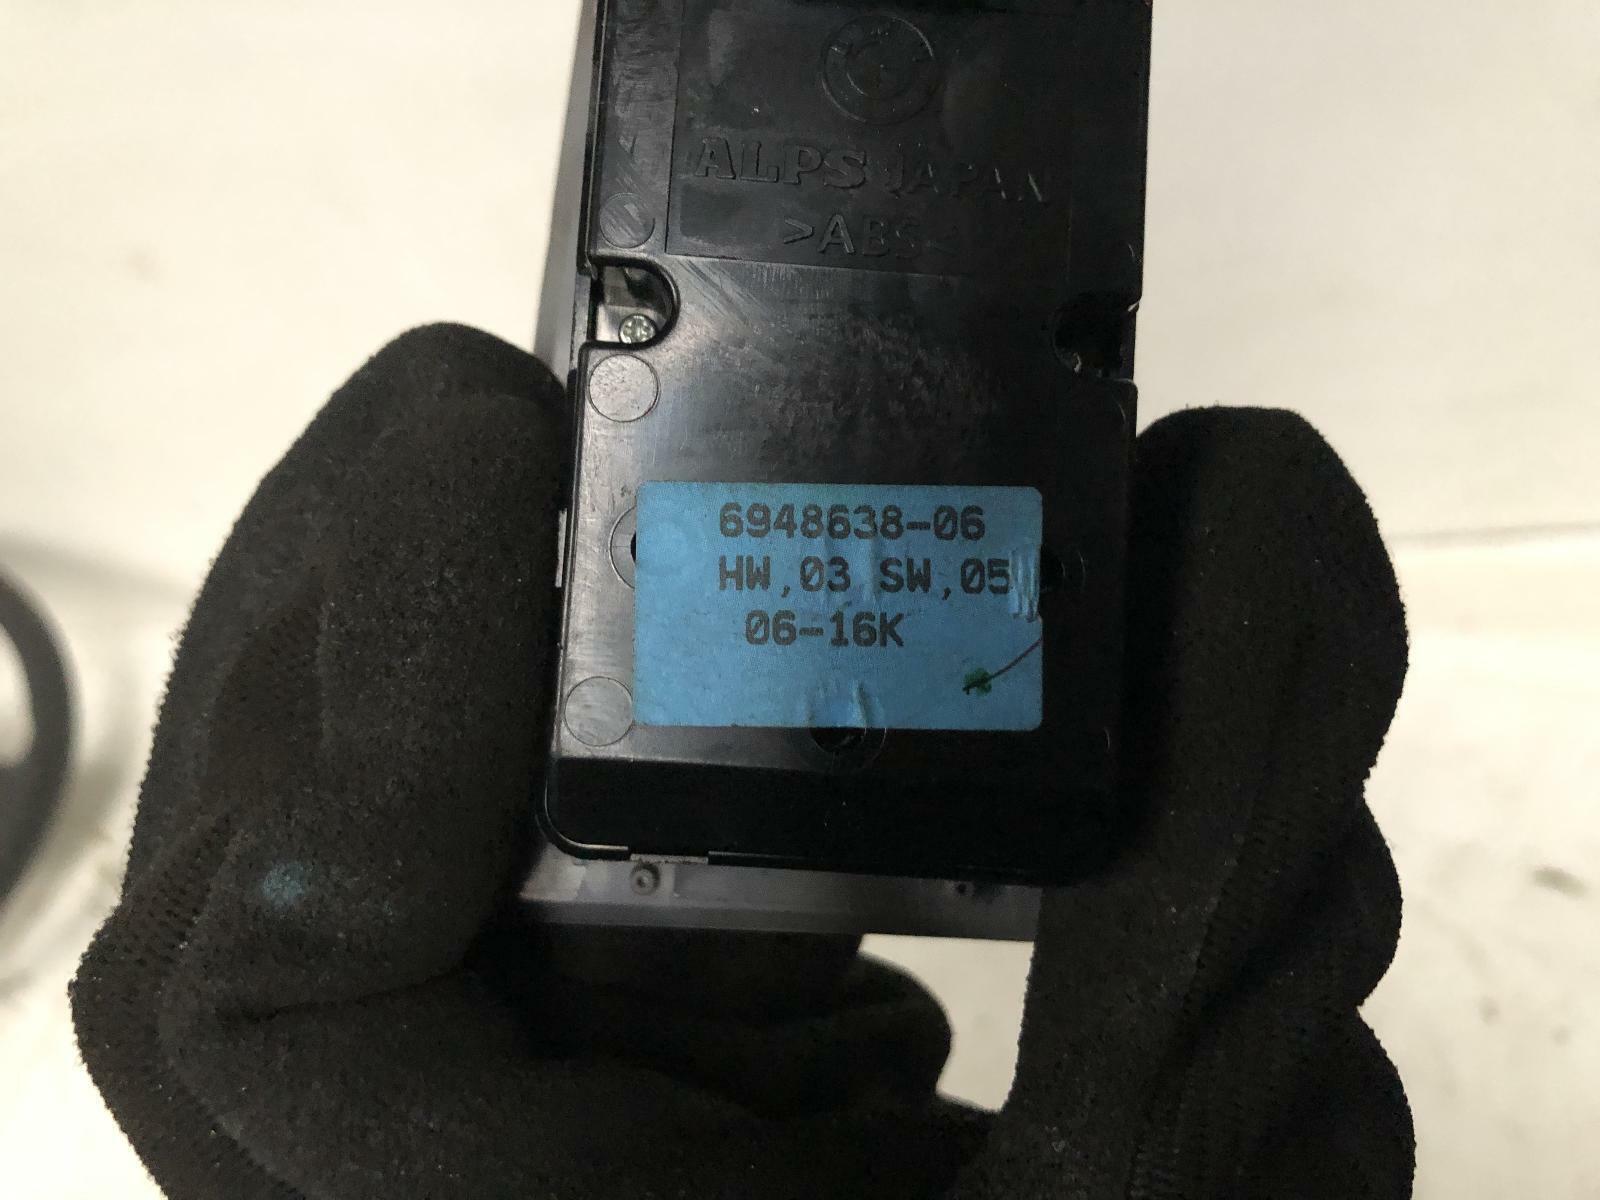 ALPS JAPAN
>ABS<
6948638-06
HW,03 SW,05
06-16K